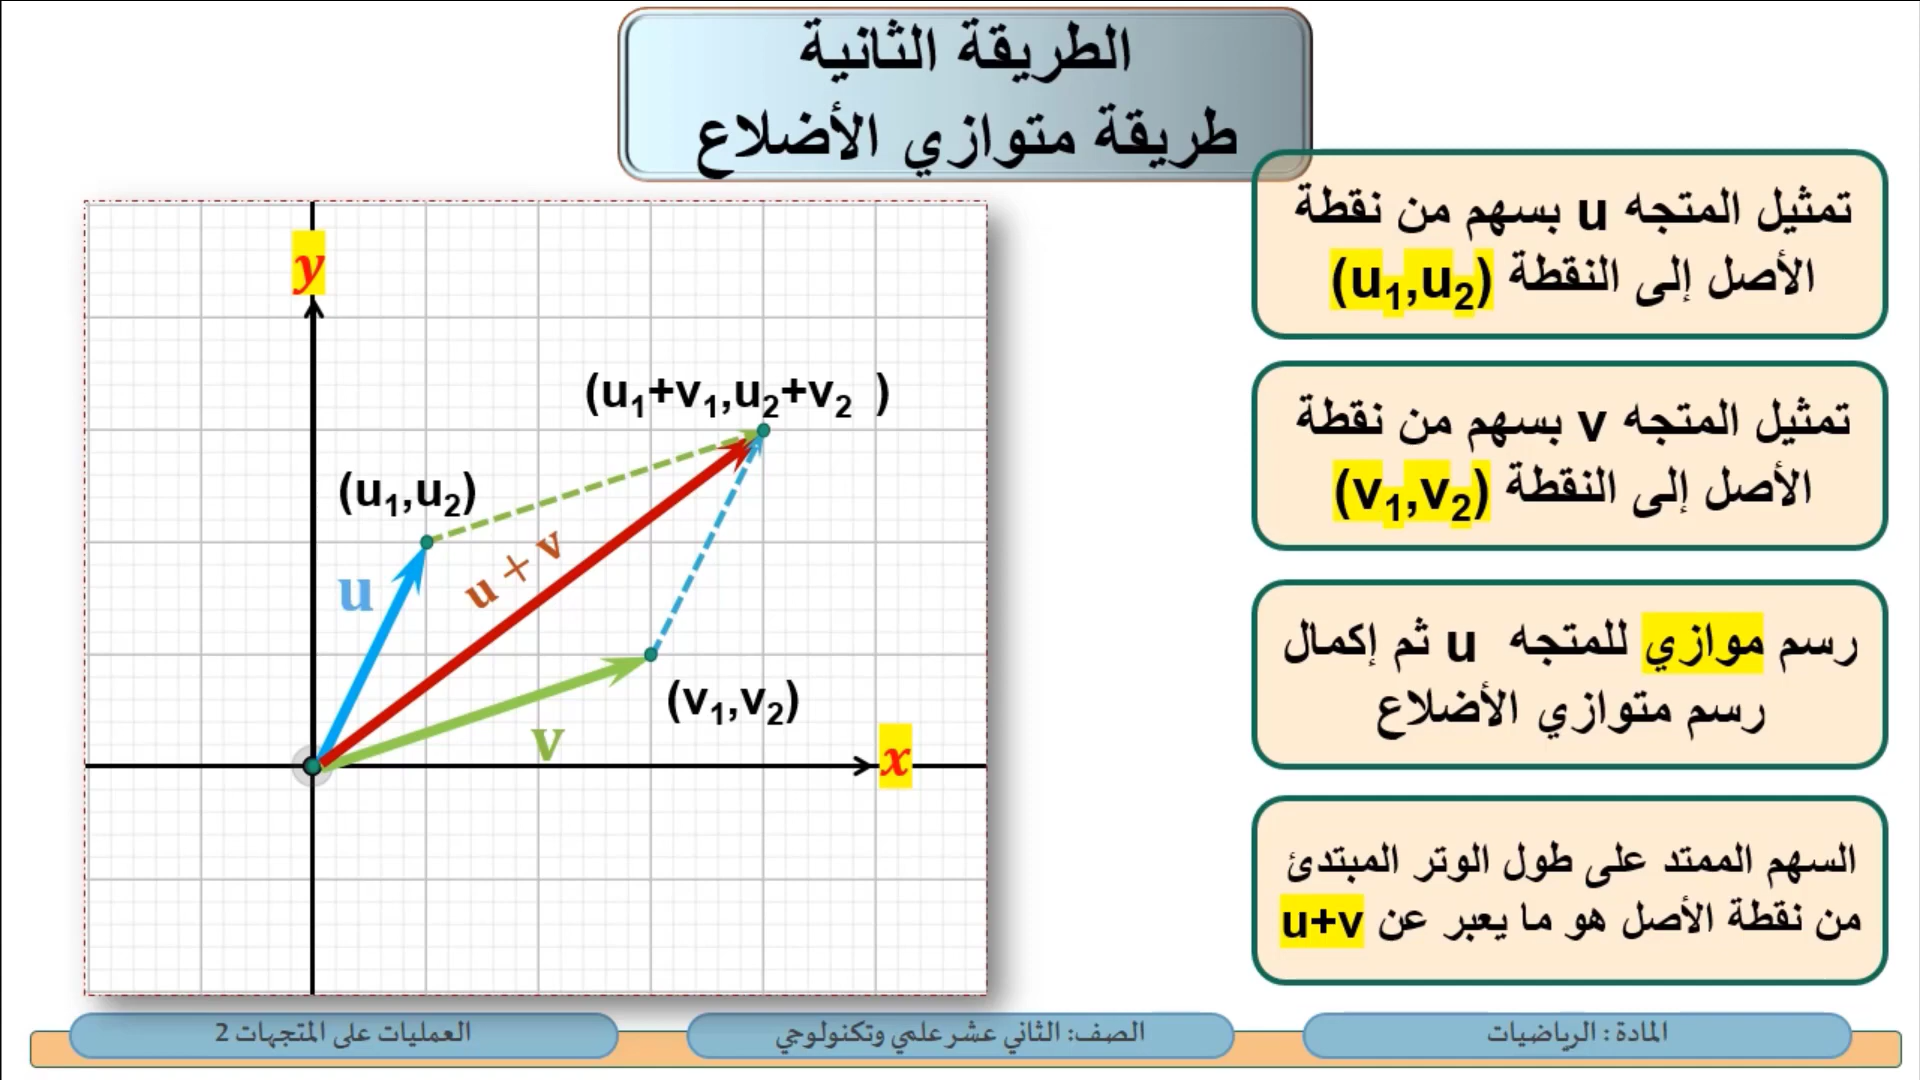 الطريقة الثانية
طريقة متوازي الأضلاع
تمثيل المتجه u بسهم من نقطة
الأصل إلى النقطة (u₁,u₂)
تمثيل المتجه v بسهم من نقطة
الأصل إلى النقطة (v₁,v₂)
رسم موازي للمتجه u ثم إكمال
رسم متوازي الأضلاع
السهم الممتد على طول الوتر المبتدئ
من نقطة الأصل هو ما يعبر عن u+v
y
(u₁+v₁,u₂+v₂ )
(u₁,u₂)
u + v
u
(v₁,v₂)
v
x
المادة : الرياضيات
الصف: الثاني عشر علمي وتكنولوجي
العمليات على المتجهات 2